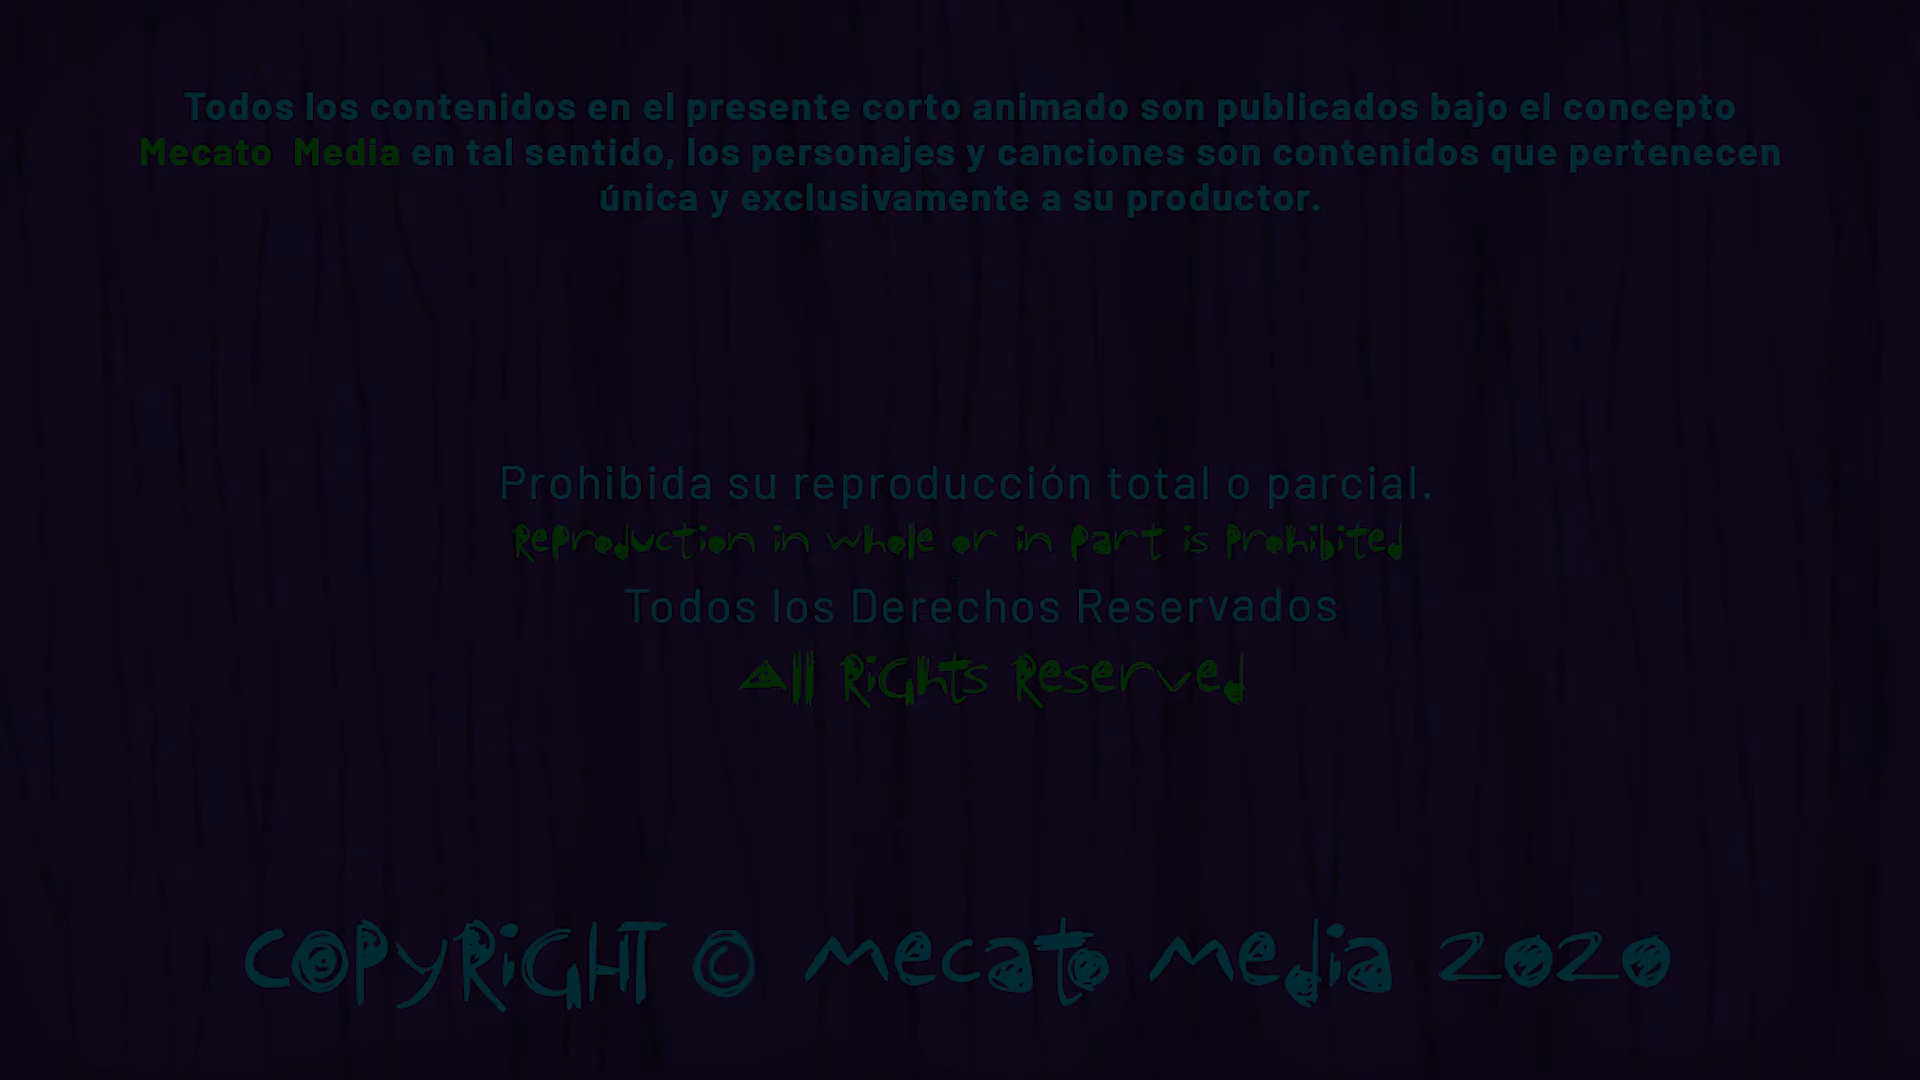 Todos los contenidos en el presente corto animado son publicados bajo el concepto
Mecato Media en tal sentido, los personajes y canciones son contenidos que pertenecen
única y exclusivamente a su productor.
Prohibida su reproducción total o parcial.
Reproduction in whole or in part is prohibited
Todos los Derechos Reservados
All Rights Reserved
COPYRIGHT © mecato media 2020